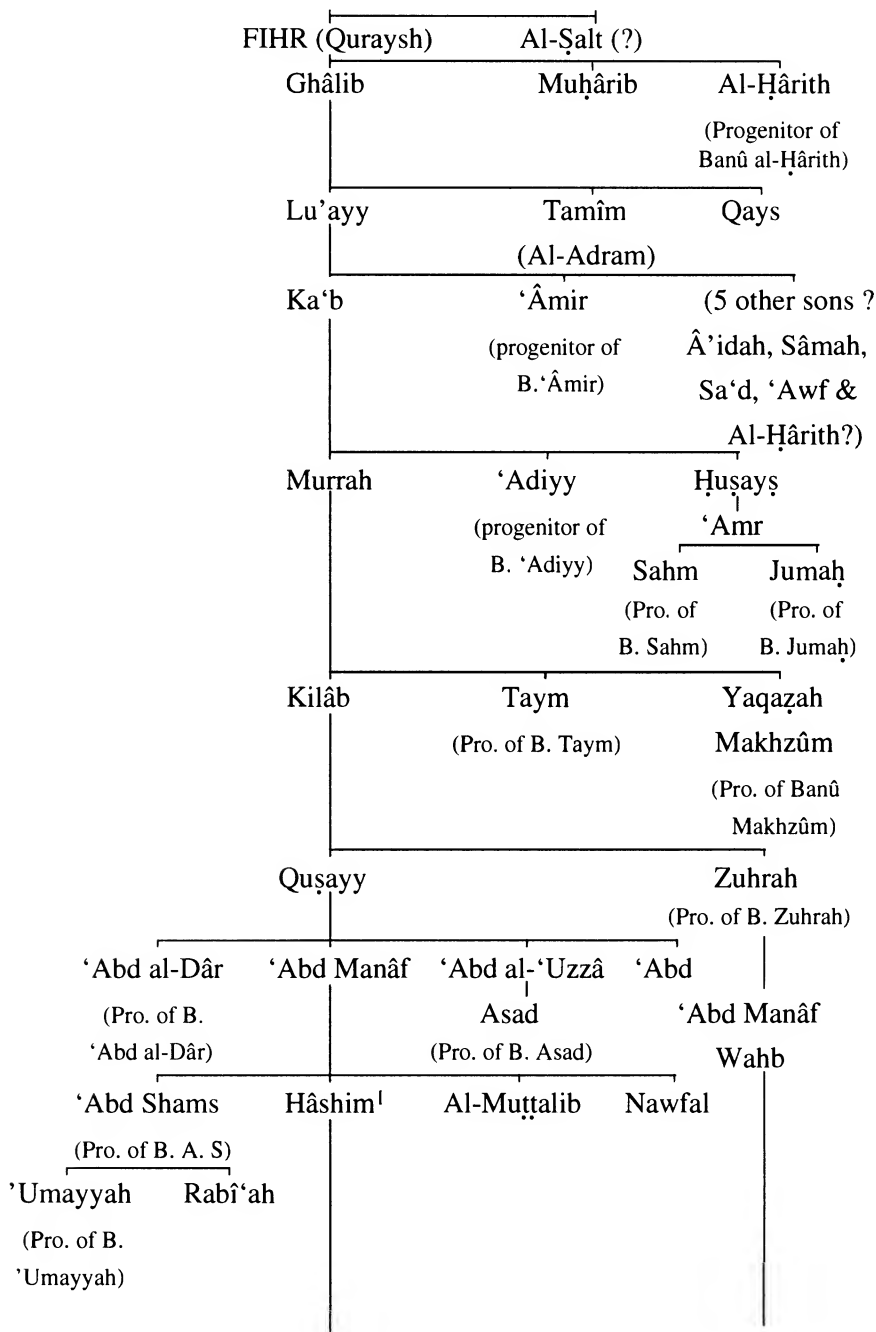 FIHR (Quraysh) Al-Ṣalt (?)
Ghâlib Muḥârib Al-Ḥârith
(Progenitor of
Banû al-Ḥârith)
Lu’ayy Tamîm Qays
(Al-Adram)
Ka‘b ‘Âmir (5 other sons ?
(progenitor of Â’idah, Sâmah,
B.‘Âmir) Sa‘d, ‘Awf &
Al-Ḥârith?)
Murrah ‘Adiyy Ḥuṣayṣ
(progenitor of ‘Amr
B. ‘Adiyy) Sahm Jumaḥ
(Pro. of (Pro. of
B. Sahm) B. Jumaḥ)
Kilâb Taym Yaqaẓah
(Pro. of B. Taym) Makhzûm
(Pro. of Banû
Makhzûm)
Quṣayy Zuhrah
(Pro. of B. Zuhrah)
‘Abd al-Dâr ‘Abd Manâf ‘Abd al-‘Uzzâ ‘Abd
(Pro. of B. Asad ‘Abd Manâf
‘Abd al-Dâr) (Pro. of B. Asad) Wahb
‘Abd Shams Hâshim¹ Al-Muṭṭalib Nawfal
(Pro. of B. A. S)
’Umayyah Rabî‘ah
(Pro. of B.
’Umayyah)